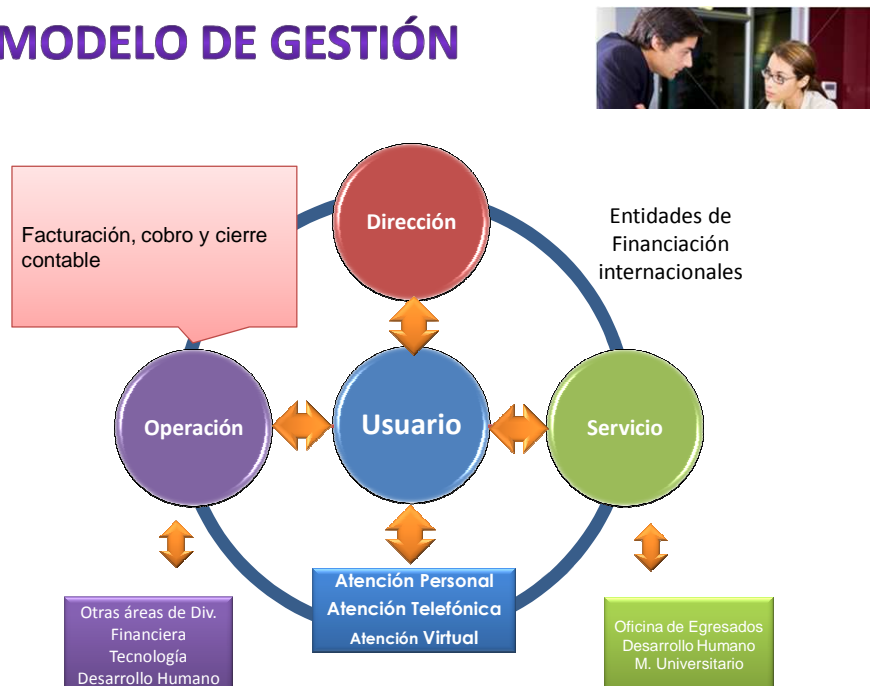 MODELO DE GESTIÓN
Dirección
Entidades de
Financiación
internacionales
Facturación, cobro y cierre
contable
Operación
Usuario
Servicio
Atención Personal
Atención Telefónica
Atención Virtual
Otras áreas de Div.
Financiera
Tecnología
Desarrollo Humano
Oficina de Egresados
Desarrollo Humano
M. Universitario